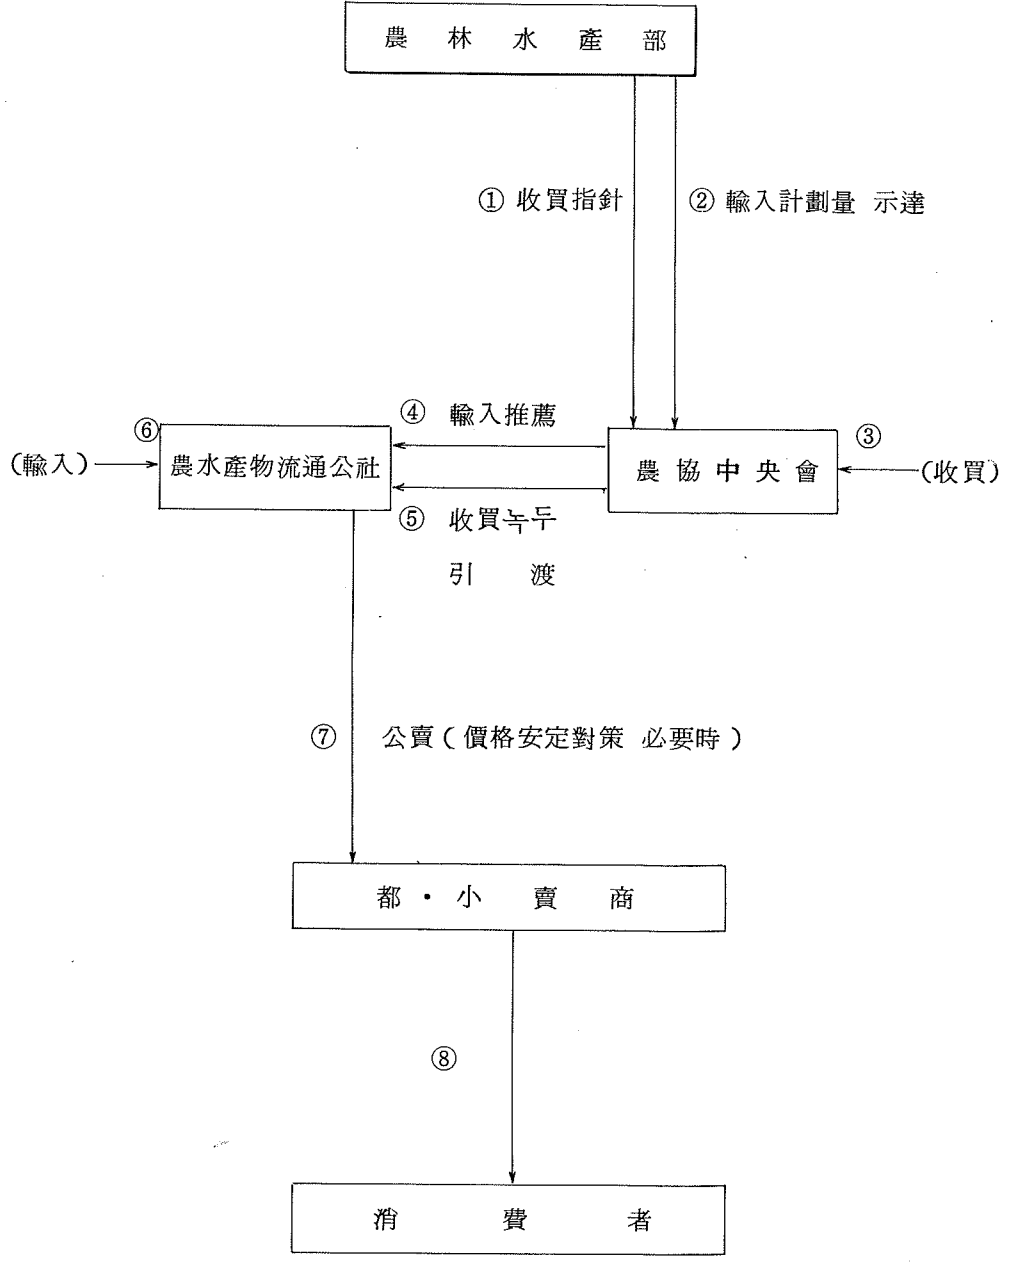 農林水產部
① 收買指針
② 輸入計劃量 示達
④ 輸入推薦
③
⑥
(輸入)
農水產物流通公社
農協中央會
(收買)
⑤ 收買녹두
引 渡
⑦ 公賣(價格安定對策 必要時)
都・小賣商
⑧
消費者